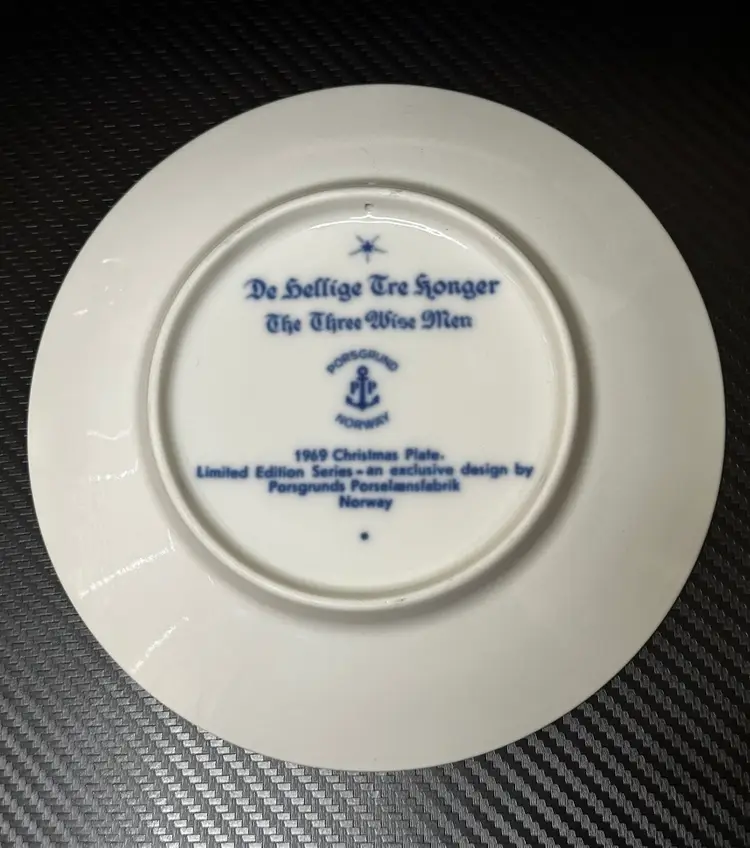 De Hellige Tre Konger
The Three Wise Men
PORSGRUND
P P
NORWAY
1969 Christmas Plate.
Limited Edition Series - an exclusive design by
Porsgrunds Porselænsfabrik
Norway